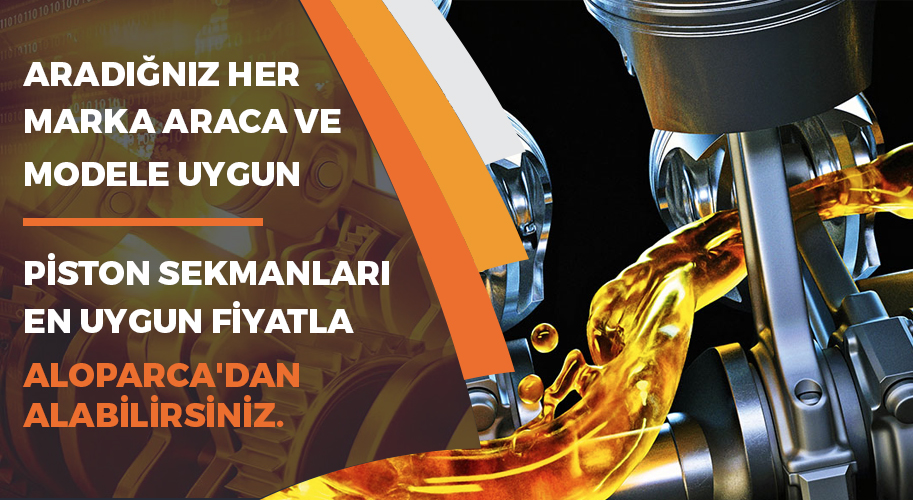 ARADIĞNIZ HER
MARKA ARACA VE
MODELE UYGUN
PİSTON SEKMANLARI
EN UYGUN FİYATLA
ALOPARCA'DAN
ALABİLİRSİNİZ.